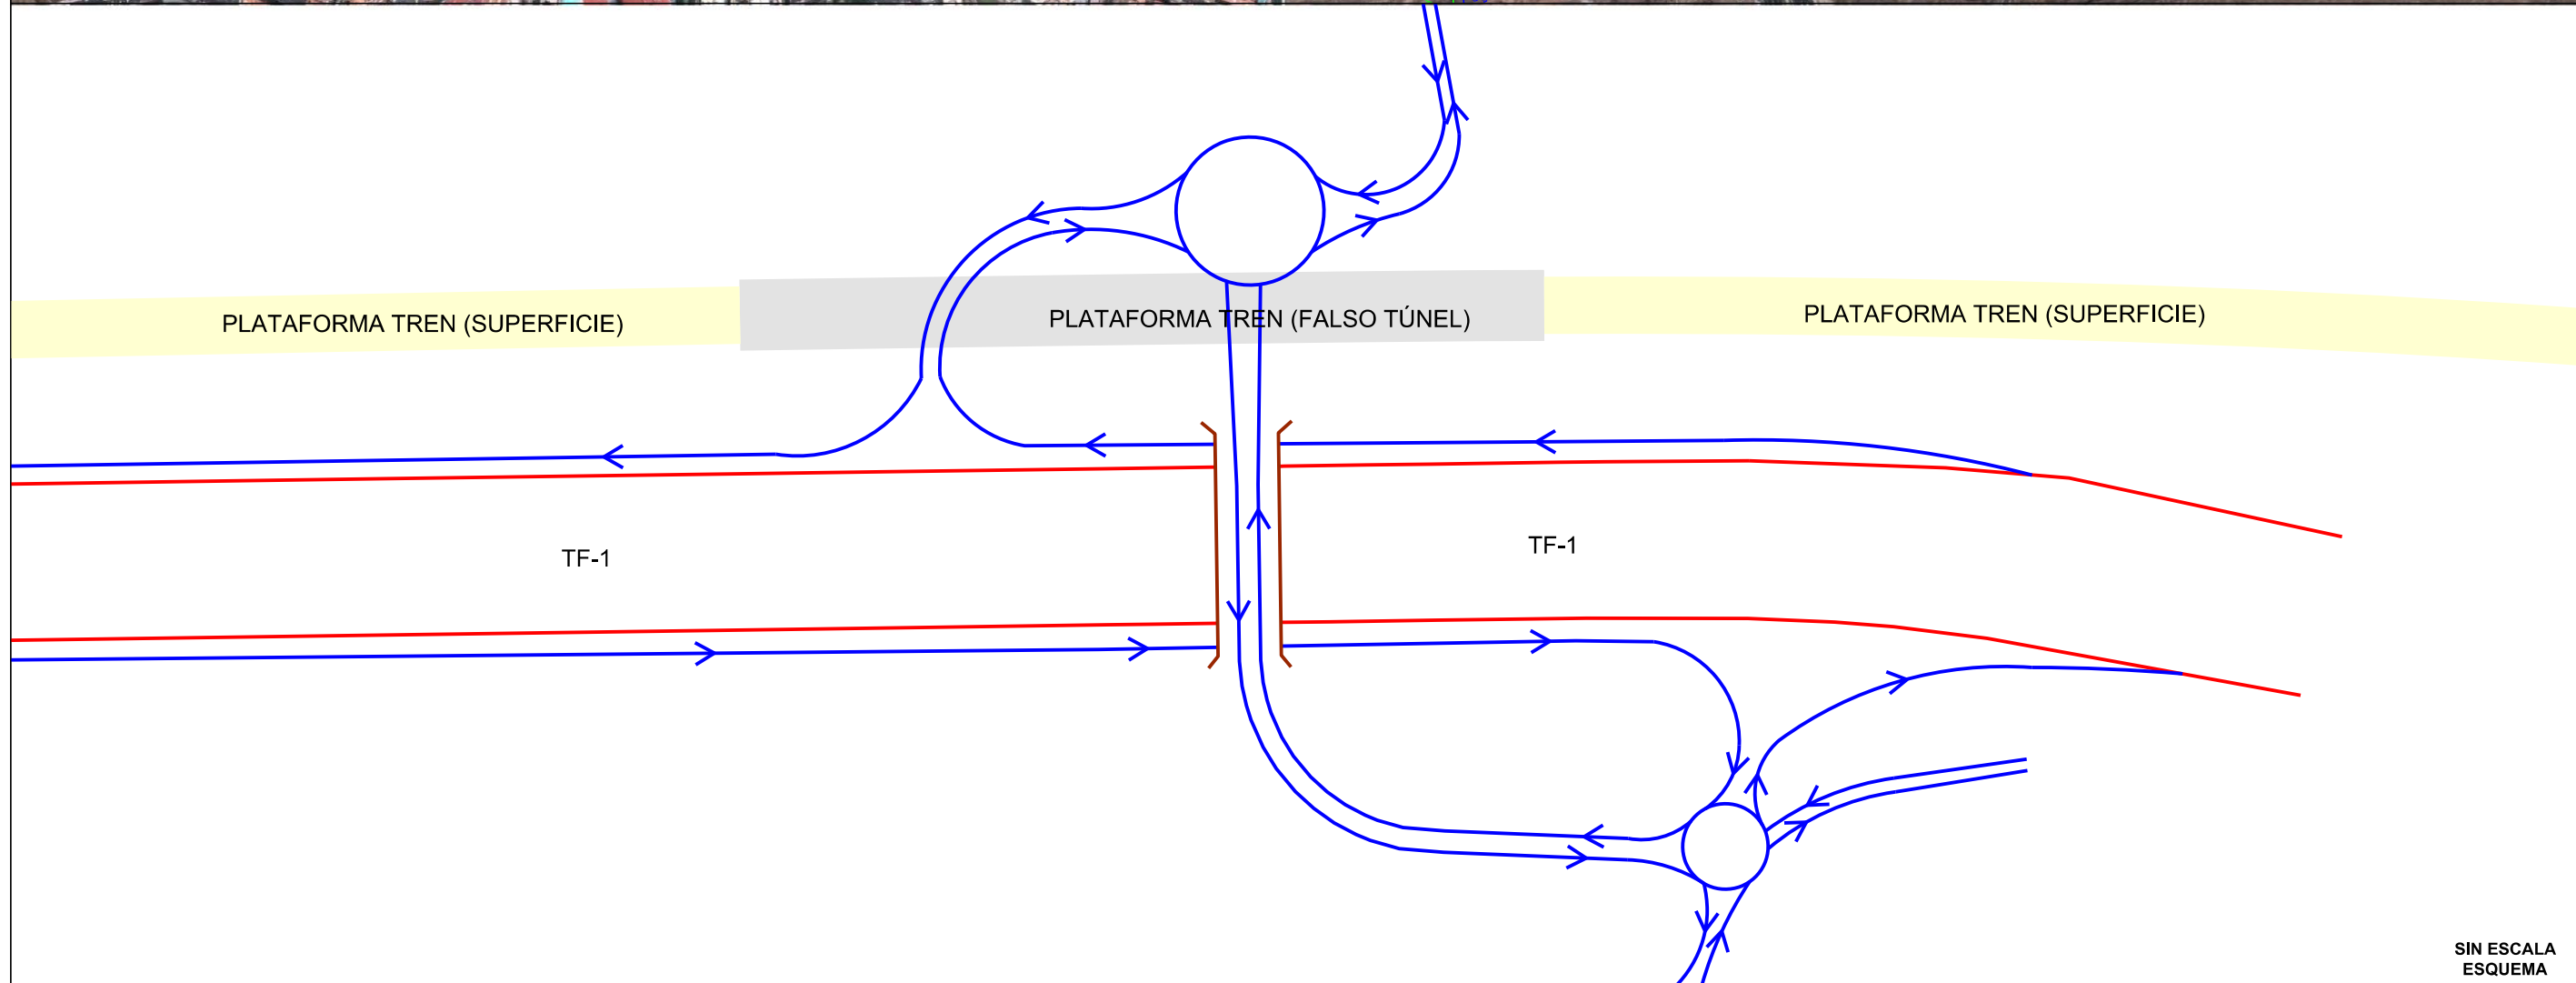 PLATAFORMA TREN (SUPERFICIE)
PLATAFORMA TREN (FALSO TÚNEL)
PLATAFORMA TREN (SUPERFICIE)
TF-1
TF-1
SIN ESCALA
ESQUEMA